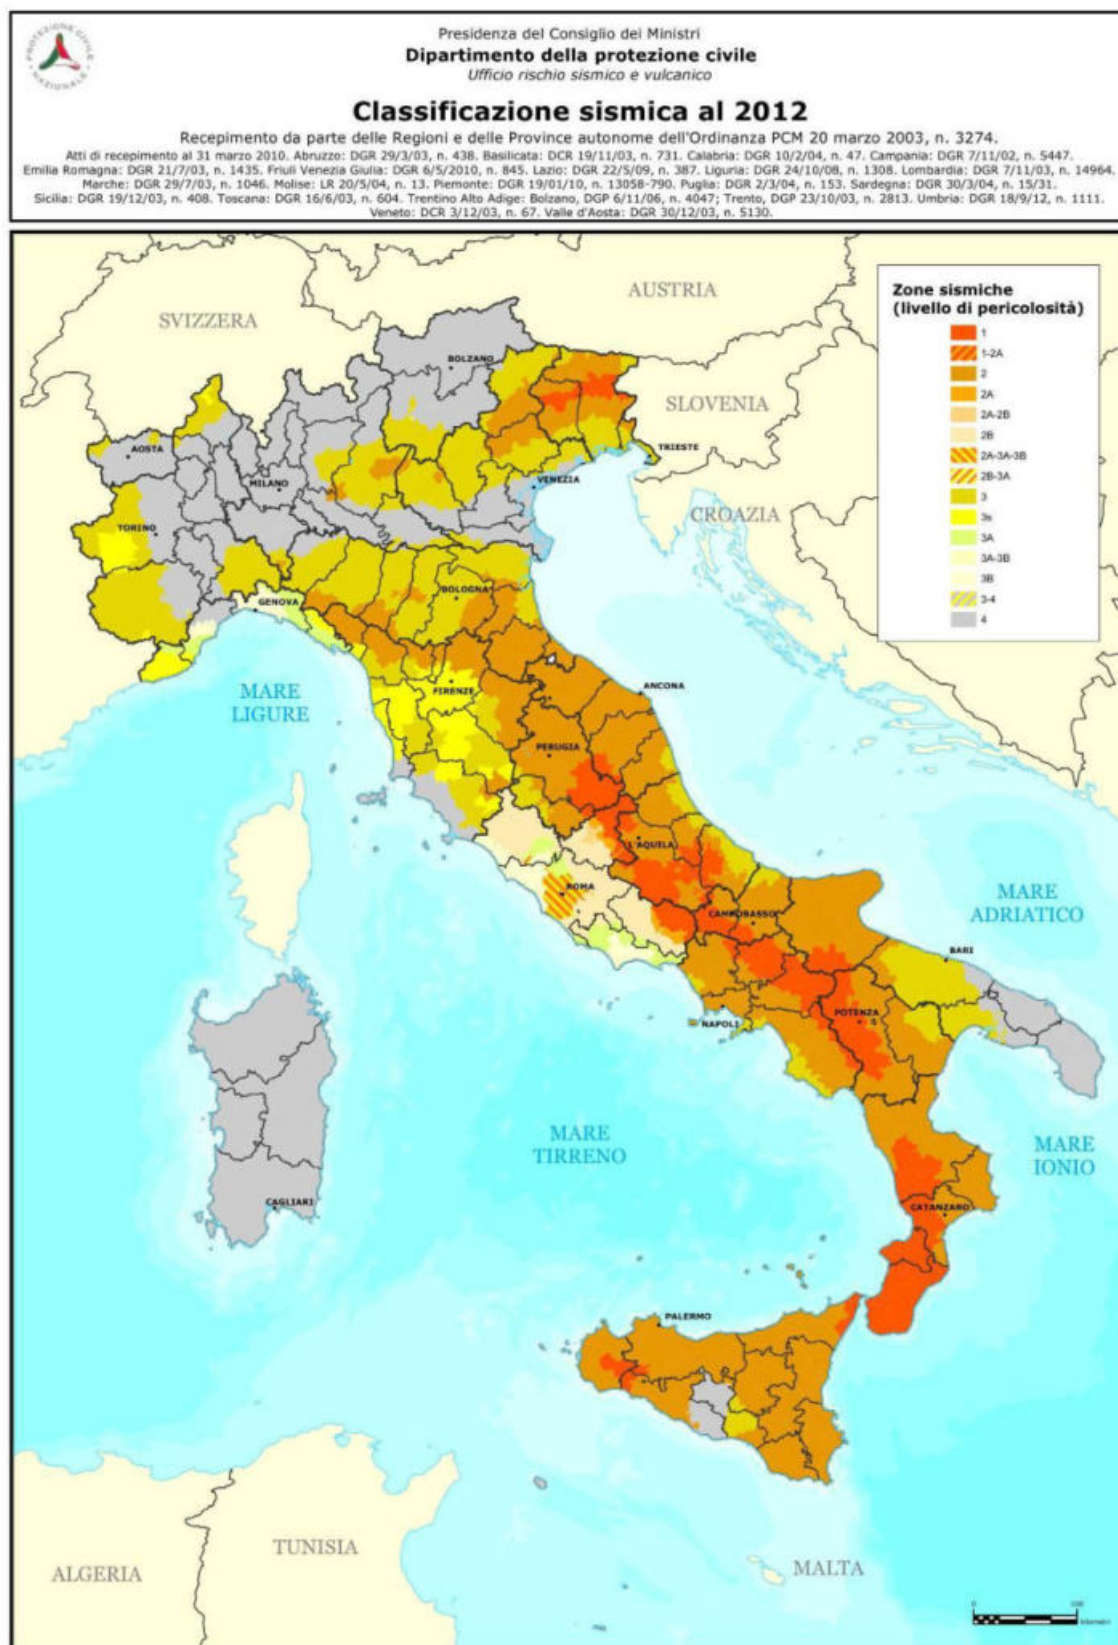 PROTEZIONE CIVILE
NAZIONALE
Presidenza del Consiglio dei Ministri
Dipartimento della protezione civile
Ufficio rischio sismico e vulcanico
Classificazione sismica al 2012
Recepimento da parte delle Regioni e delle Province autonome dell'Ordinanza PCM 20 marzo 2003, n. 3274.
Atti di recepimento al 31 marzo 2010. Abruzzo: DGR 29/3/03, n. 438. Basilicata: DCR 19/11/03, n. 731. Calabria: DGR 10/2/04, n. 47. Campania: DGR 7/11/02, n. 5447.
Emilia Romagna: DGR 21/7/03, n. 1435. Friuli Venezia Giulia: DGR 6/5/2010, n. 845. Lazio: DGR 22/5/09, n. 387. Liguria: DGR 24/10/08, n. 1308. Lombardia: DGR 7/11/03, n. 14964.
Marche: DGR 29/7/03, n. 1046. Molise: LR 20/5/04, n. 13. Piemonte: DGR 19/01/10, n. 13058-790. Puglia: DGR 2/3/04, n. 153. Sardegna: DGR 30/3/04, n. 15/31.
Sicilia: DGR 19/12/03, n. 408. Toscana: DGR 16/6/03, n. 604. Trentino Alto Adige: Bolzano, DGP 6/11/06, n. 4047; Trento, DGP 23/10/03, n. 2813. Umbria: DGR 18/9/12, n. 1111.
Veneto: DCR 3/12/03, n. 67. Valle d'Aosta: DGR 30/12/03, n. 5130.
Zone sismiche
(livello di pericolosità)
1
1-2A
2
2A
2A-2B
2B
2A-3A-3B
2B-3A
3
3s
3A
3A-3B
3B
3-4
4
AUSTRIA
SVIZZERA
BOLZANO
SLOVENIA
AOSTA
TRIESTE
MILANO
VENEZIA
CROAZIA
TORINO
BOLOGNA
GENOVA
MARE
LIGURE
FIRENZE
ANCONA
PERUGIA
L'AQUILA
ROMA
MARE
ADRIATICO
CAMPOBASSO
BARI
NAPOLI
POTENZA
MARE
TIRRENO
MARE
IONIO
CAGLIARI
CATANZARO
PALERMO
TUNISIA
ALGERIA
MALTA
0